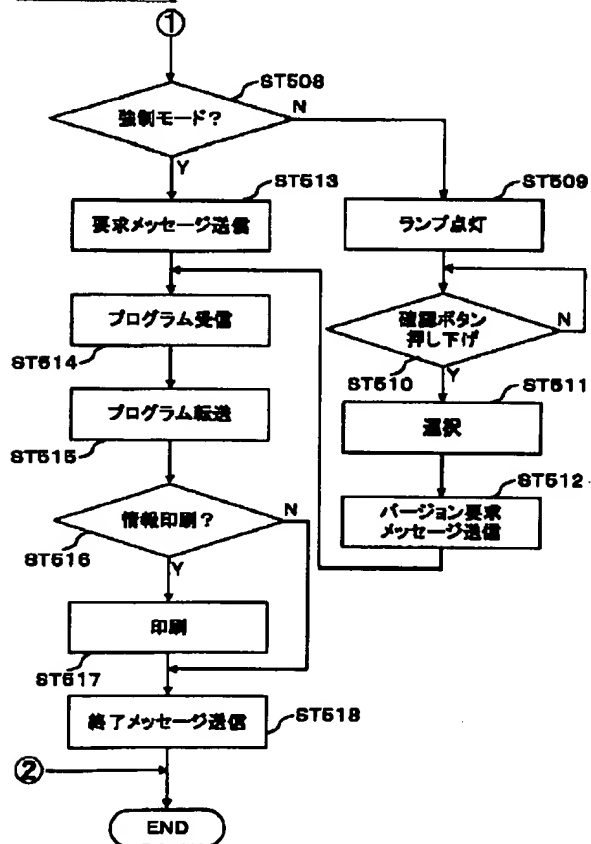 ①
ST508
強制モード?
N
Y
ST513
要求メッセージ送信
ST509
ランプ点灯
プログラム受信
ST514
確認ボタン
押し下げ
N
ST510
Y
プログラム転送
ST515
ST511
選択
ST512
バージョン要求
メッセージ送信
情報印刷?
N
ST516
Y
印刷
ST517
終了メッセージ送信
ST518
②
END